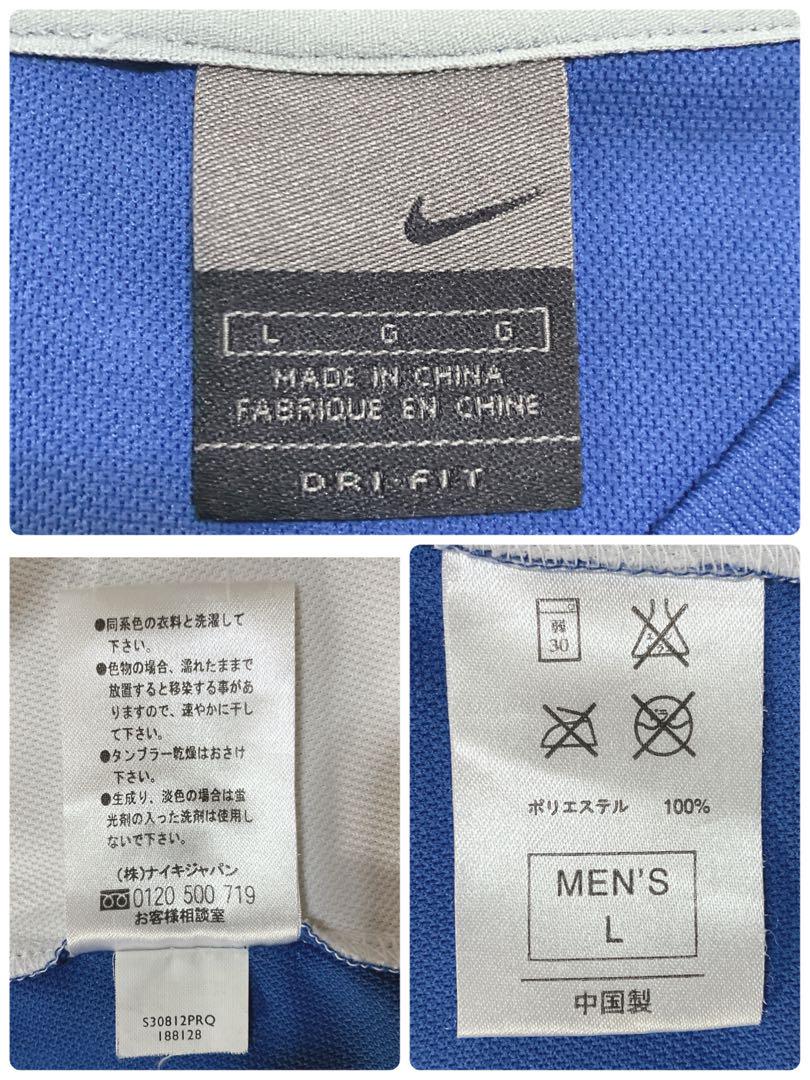 L G G
MADE IN CHINA
FABRIQUE EN CHINE
DRI-FIT
●同系色の衣料と洗濯して
下さい。
●色物の場合、濡れたままで
放置すると移染する事があ
りますので、速やかに干し
て下さい。
●タンブラー乾燥はおさけ
下さい。
●生成り、淡色の場合は蛍
光剤の入った洗剤は使用し
ないで下さい。
(株)ナイキジャパン
0120 500 719
お客様相談室
S30812PRQ
188128
弱
30
ポリエステル 100%
MEN'S
L
中国製